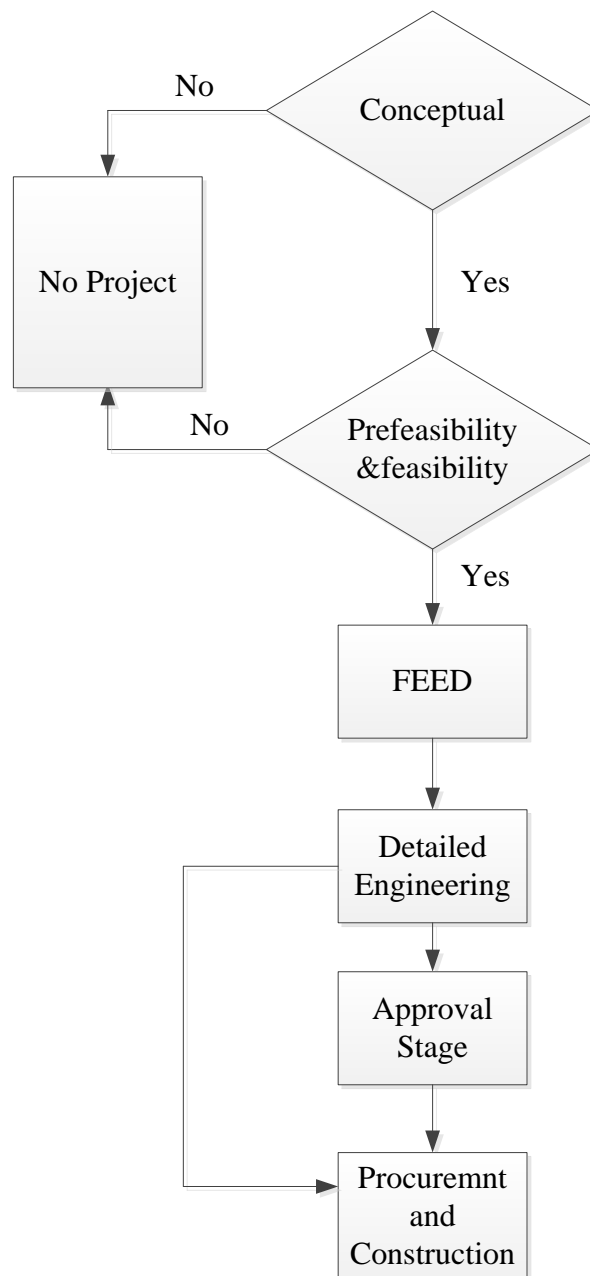 No
Conceptual
No Project
Yes
No
Prefeasibility
&feasibility
Yes
FEED
Detailed
Engineering
Approval
Stage
Procuremnt
and
Construction